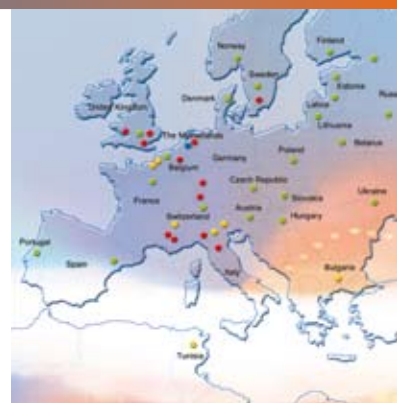 Finland
Norway
Sweden
Estonia
Denmark
Latvia
Russ
Lithuania
United Kingdom
The Netherlands
Belarus
Germany
Poland
Belgium
Czech Republic
France
Slovakia
Ukraine
Switzerland
Austria
Hungary
Portugal
Spain
Italy
Bulgaria
Tunisia